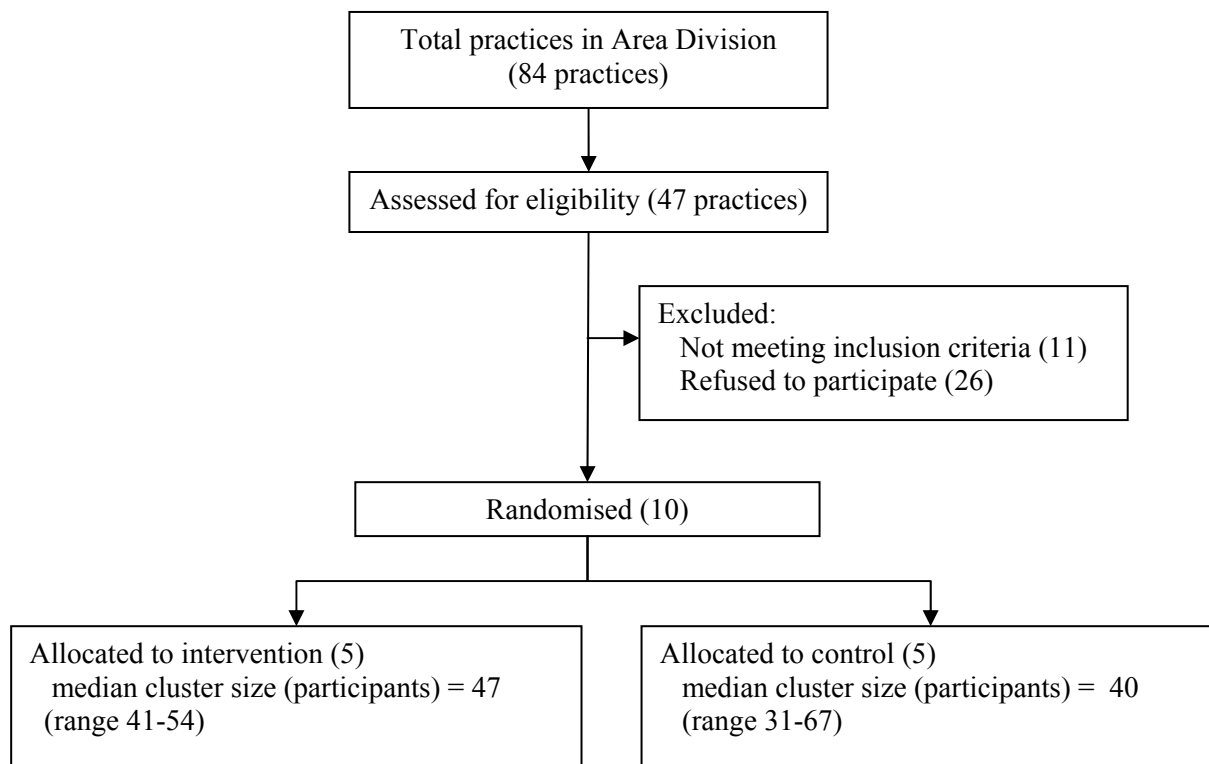 Total practices in Area Division
(84 practices)
Assessed for eligibility (47 practices)
Excluded:
Not meeting inclusion criteria (11)
Refused to participate (26)
Randomised (10)
Allocated to intervention (5)
median cluster size (participants) = 47
(range 41-54)
Allocated to control (5)
median cluster size (participants) = 40
(range 31-67)